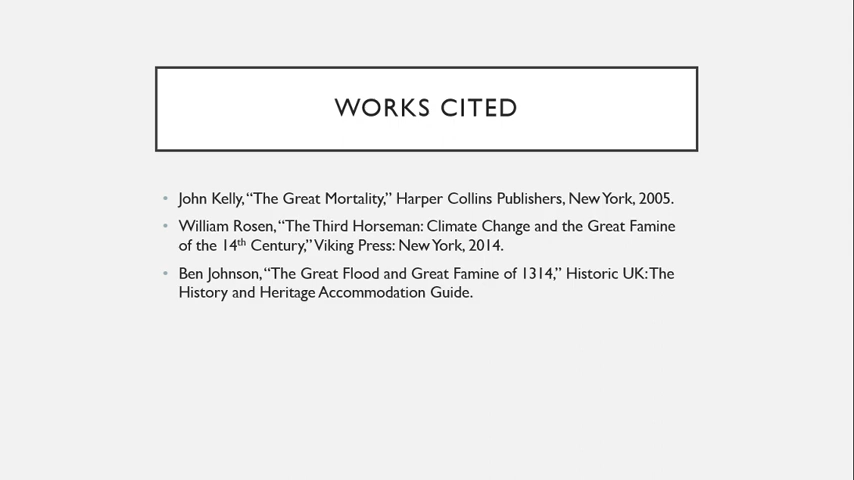 WORKS CITED
• John Kelly, “The Great Mortality,” Harper Collins Publishers, New York, 2005.
• William Rosen, “The Third Horseman: Climate Change and the Great Famine
of the 14th Century,” Viking Press: New York, 2014.
• Ben Johnson, “The Great Flood and Great Famine of 1314,” Historic UK: The
History and Heritage Accommodation Guide.